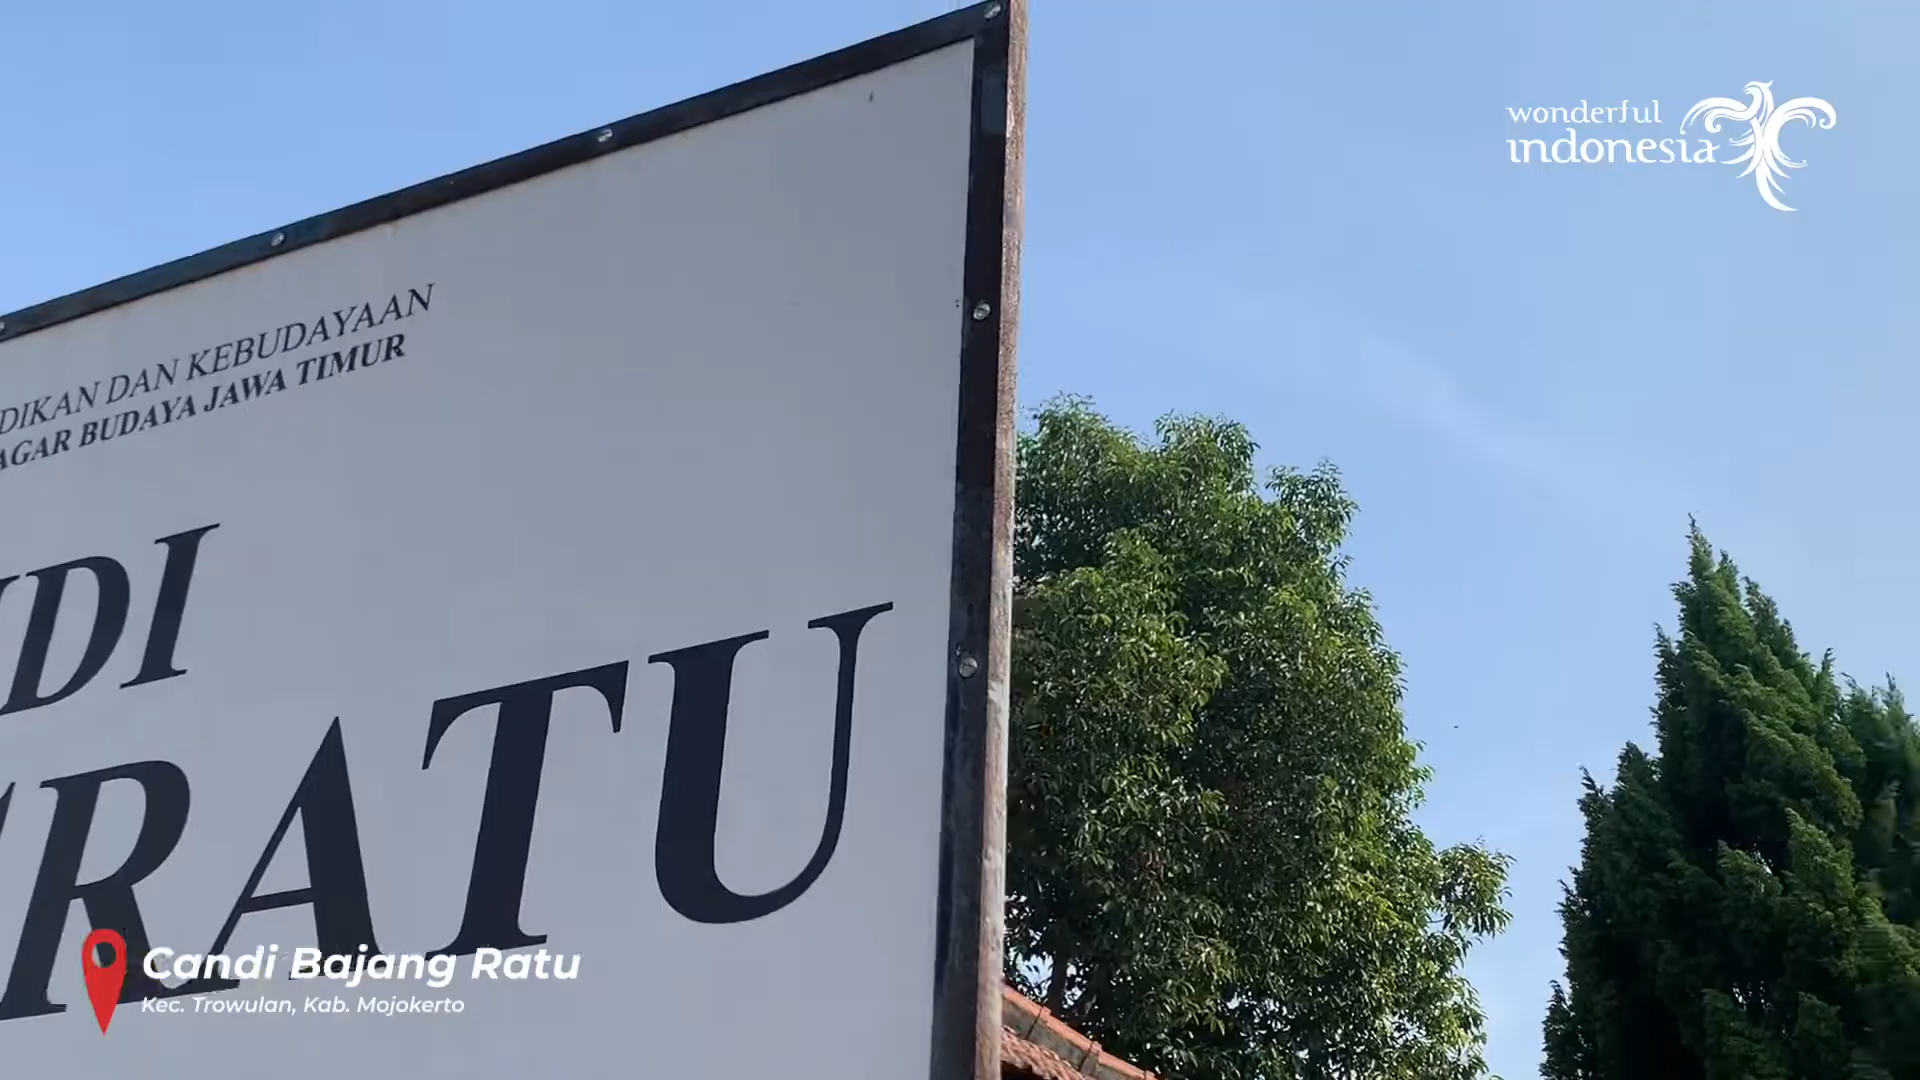 wonderful
indonesia
DIKAN DAN KEBUDAYAAN
AGAR BUDAYA JAWA TIMUR
DI
RATU
Candi Bajang Ratu
Kec. Trowulan, Kab. Mojokerto